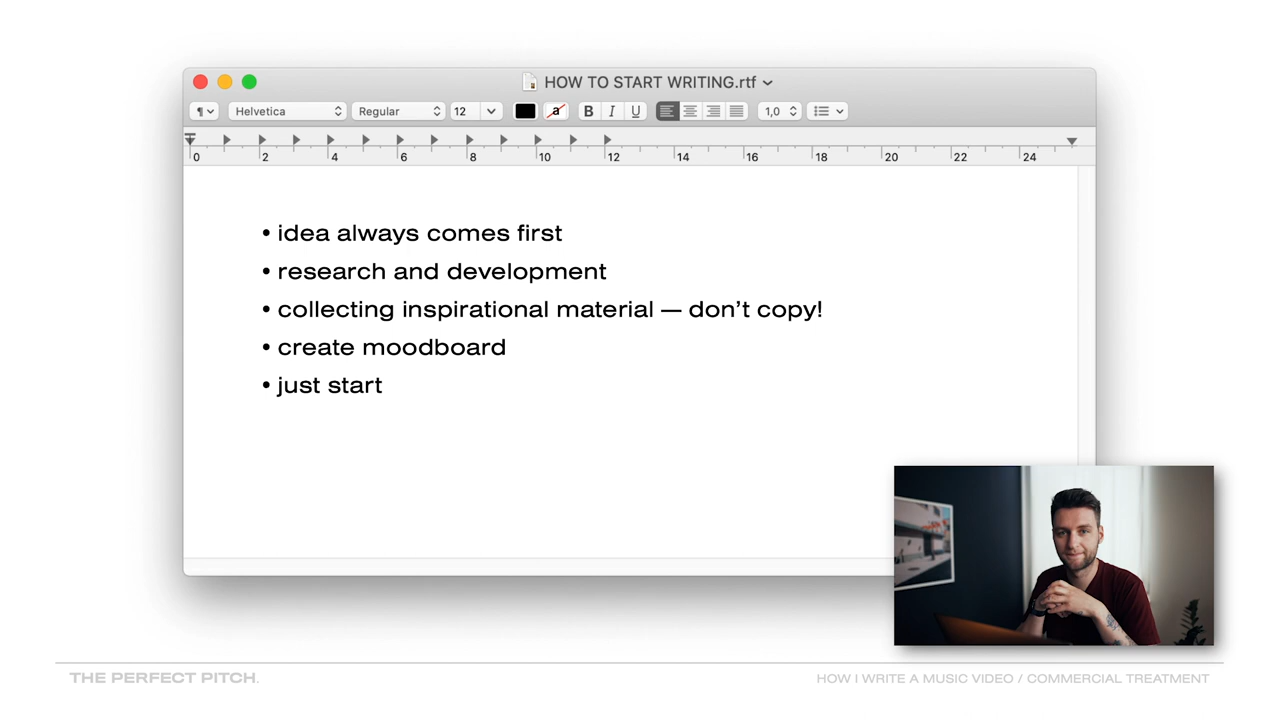 HOW TO START WRITING.rtf
¶ Helvetica Regular 12 a B I U 1,0
0 2 4 6 8 10 12 14 16 18 20 22 24
• idea always comes first
• research and development
• collecting inspirational material — don’t copy!
• create moodboard
• just start
THE PERFECT PITCH.
HOW I WRITE A MUSIC VIDEO / COMMERCIAL TREATMENT